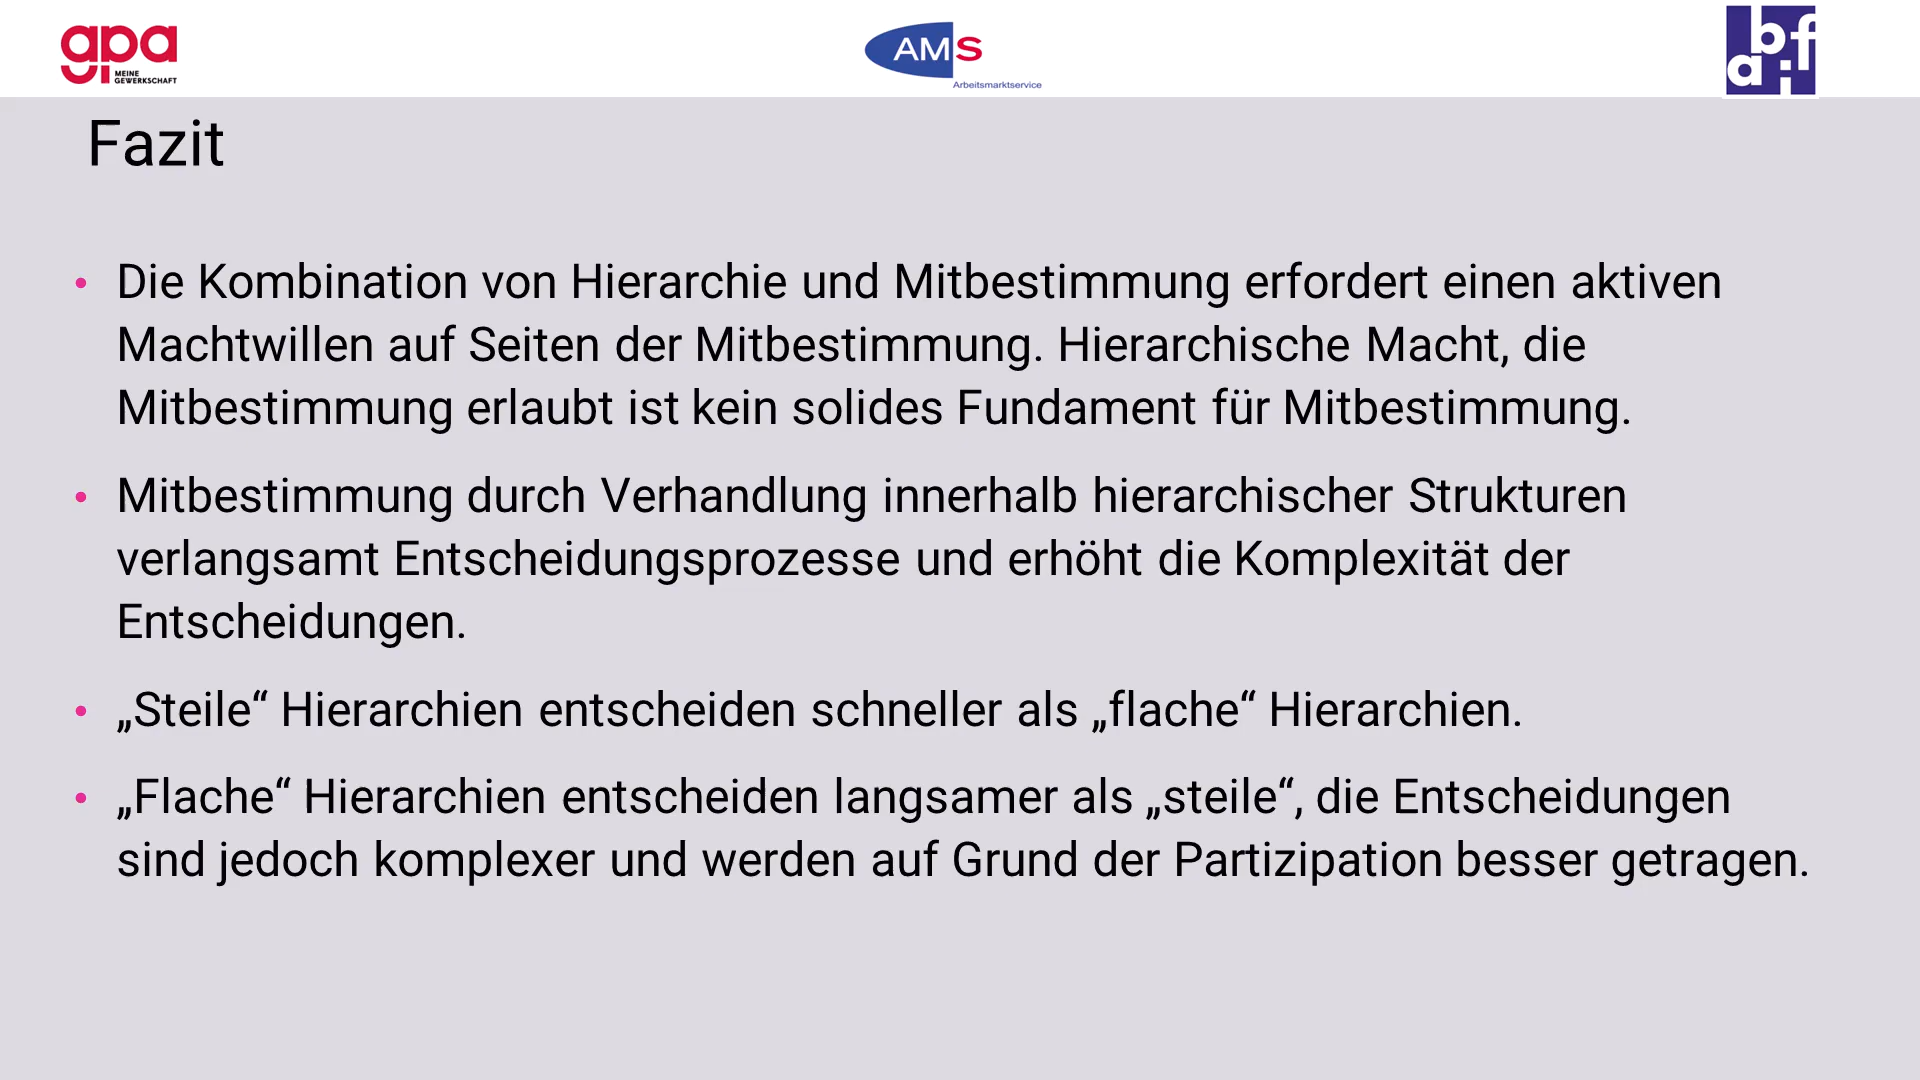 gpa
MEINE
GEWERKSCHAFT
AMS
Arbeitsmarktservice
abif
Fazit
• Die Kombination von Hierarchie und Mitbestimmung erfordert einen aktiven
Machtwillen auf Seiten der Mitbestimmung. Hierarchische Macht, die
Mitbestimmung erlaubt ist kein solides Fundament für Mitbestimmung.
• Mitbestimmung durch Verhandlung innerhalb hierarchischer Strukturen
verlangsamt Entscheidungsprozesse und erhöht die Komplexität der
Entscheidungen.
• „Steile“ Hierarchien entscheiden schneller als „flache“ Hierarchien.
• „Flache“ Hierarchien entscheiden langsamer als „steile“, die Entscheidungen
sind jedoch komplexer und werden auf Grund der Partizipation besser getragen.